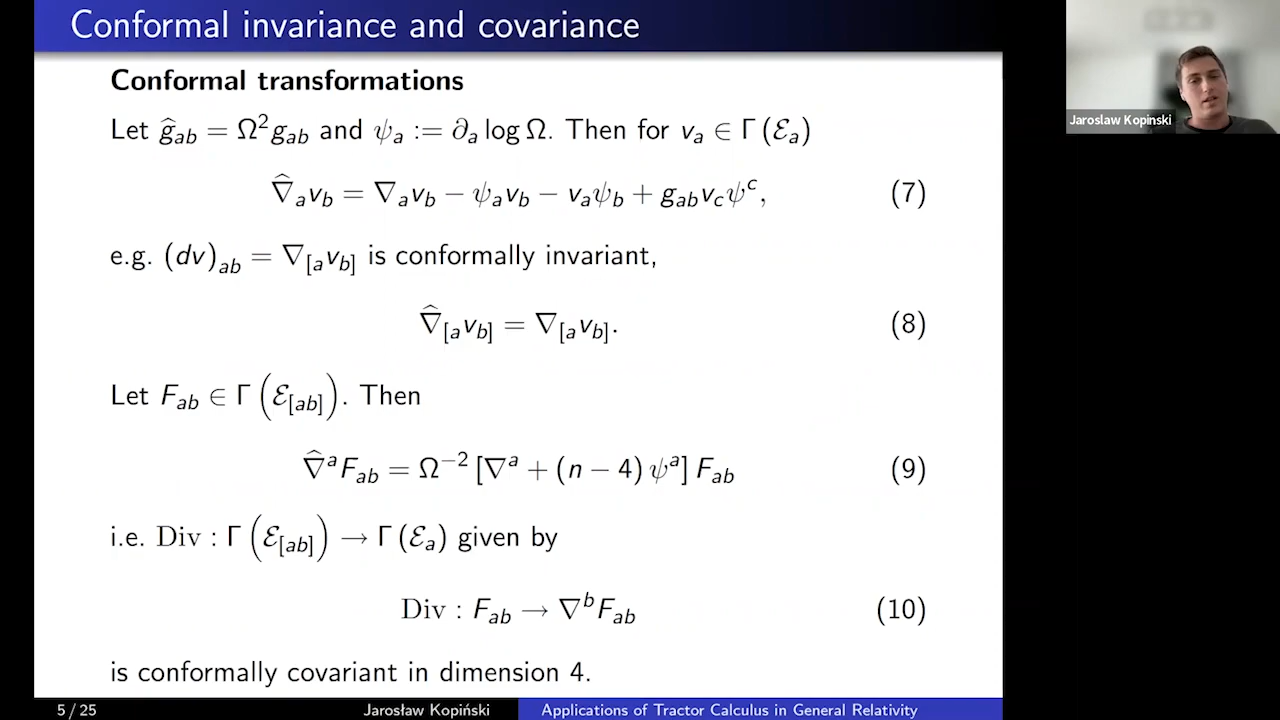 Conformal invariance and covariance
Conformal transformations
Let ĝ_ab = Ω²g_ab and ψ_a := ∂_a log Ω. Then for v_a ∈ Γ(ℰ_a)
∇̂_a v_b = ∇_a v_b − ψ_a v_b − v_a ψ_b + g_ab v_c ψ^c, (7)
e.g. (dv)_ab = ∇_[a v_b] is conformally invariant,
∇̂_[a v_b] = ∇_[a v_b]. (8)
Let F_ab ∈ Γ(ℰ_[ab]). Then
∇̂^a F_ab = Ω^−2 [∇^a + (n − 4) ψ^a] F_ab (9)
i.e. Div : Γ(ℰ_[ab]) → Γ(ℰ_a) given by
Div : F_ab → ∇^b F_ab (10)
is conformally covariant in dimension 4.
5 / 25 Jarosław Kopiński Applications of Tractor Calculus in General Relativity
Jaroslaw Kopinski